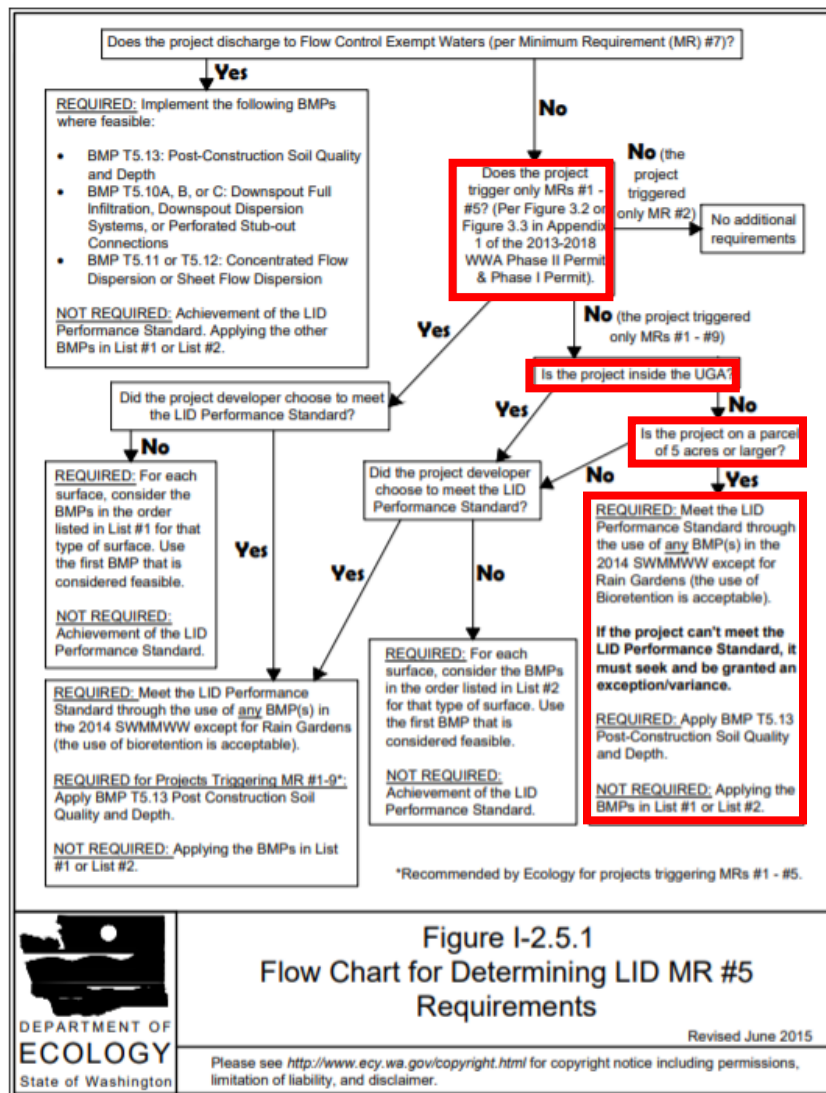 Does the project discharge to Flow Control Exempt Waters (per Minimum Requirement (MR) #7)?
Yes
No
REQUIRED: Implement the following BMPs
where feasible:
• BMP T5.13: Post-Construction Soil Quality
and Depth
• BMP T5.10A, B, or C: Downspout Full
Infiltration, Downspout Dispersion
Systems, or Perforated Stub-out
Connections
• BMP T5.11 or T5.12: Concentrated Flow
Dispersion or Sheet Flow Dispersion
NOT REQUIRED: Achievement of the LID
Performance Standard. Applying the other
BMPs in List #1 or List #2.
Does the project
trigger only MRs #1 -
#5? (Per Figure 3.2 or
Figure 3.3 in Appendix
1 of the 2013-2018
WWA Phase II Permit
& Phase I Permit).
No (the
project
triggered
only MR #2)
No additional
requirements
Yes
No (the project triggered
only MRs #1 - #9)
Did the project developer choose to meet
the LID Performance Standard?
Is the project inside the UGA?
Yes
No
Is the project on a parcel
of 5 acres or larger?
No
Yes
Did the project developer
choose to meet the LID
Performance Standard?
No
REQUIRED: For each
surface, consider the
BMPs in the order
listed in List #1 for that
type of surface. Use
the first BMP that is
considered feasible.
NOT REQUIRED:
Achievement of the LID
Performance Standard.
Yes
Yes
No
REQUIRED: Meet the LID
Performance Standard through
the use of any BMP(s) in the
2014 SWMMWW except for
Rain Gardens (the use of
Bioretention is acceptable).
If the project can't meet the
LID Performance Standard, it
must seek and be granted an
exception/variance.
REQUIRED: Apply BMP T5.13
Post-Construction Soil Quality
and Depth.
NOT REQUIRED: Applying the
BMPs in List #1 or List #2.
REQUIRED: For each
surface, consider the BMPs
in the order listed in List #2
for that type of surface. Use
the first BMP that is
considered feasible.
NOT REQUIRED:
Achievement of the LID
Performance Standard.
REQUIRED: Meet the LID Performance
Standard through the use of any BMP(s) in
the 2014 SWMMWW except for Rain Gardens
(the use of bioretention is acceptable).
REQUIRED for Projects Triggering MR #1-9*:
Apply BMP T5.13 Post Construction Soil
Quality and Depth.
NOT REQUIRED: Applying the BMPs in List
#1 or List #2.
*Recommended by Ecology for projects triggering MRs #1 - #5.
DEPARTMENT OF
ECOLOGY
State of Washington
Figure I-2.5.1
Flow Chart for Determining LID MR #5
Requirements
Revised June 2015
Please see http://www.ecy.wa.gov/copyright.html for copyright notice including permissions,
limitation of liability, and disclaimer.